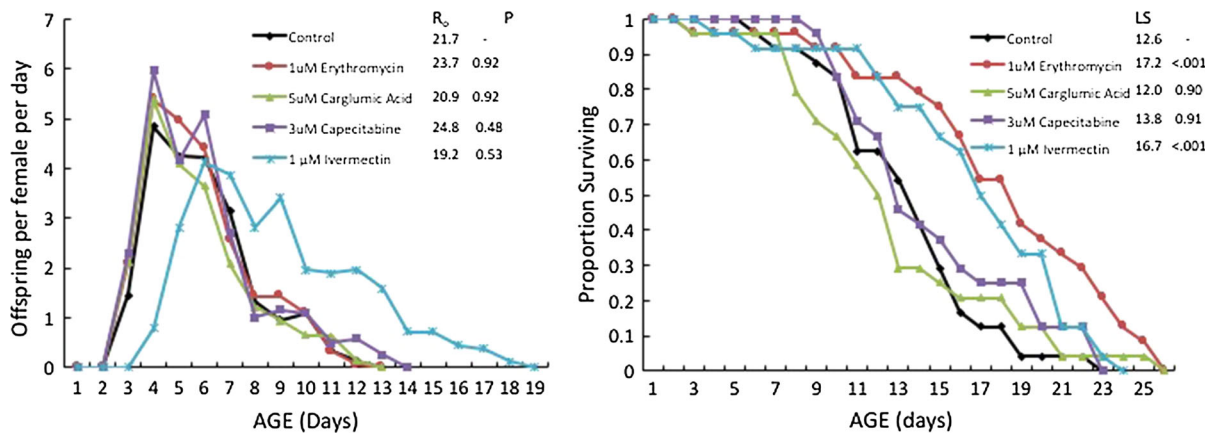 R₀ P
Control 21.7 -
1uM Erythromycin 23.7 0.92
5uM Carglumic Acid 20.9 0.92
3uM Capecitabine 24.8 0.48
1 μM Ivermectin 19.2 0.53
Offspring per female per day
7
6
5
4
3
2
1
0
1 2 3 4 5 6 7 8 9 10 11 12 13 14 15 16 17 18 19
AGE (Days)
LS
Control 12.6 -
1uM Erythromycin 17.2 <.001
5uM Carglumic Acid 12.0 0.90
3uM Capecitabine 13.8 0.91
1 μM Ivermectin 16.7 <.001
Proportion Surviving
1
0.9
0.8
0.7
0.6
0.5
0.4
0.3
0.2
0.1
0
1 3 5 7 9 11 13 15 17 19 21 23 25
AGE (days)